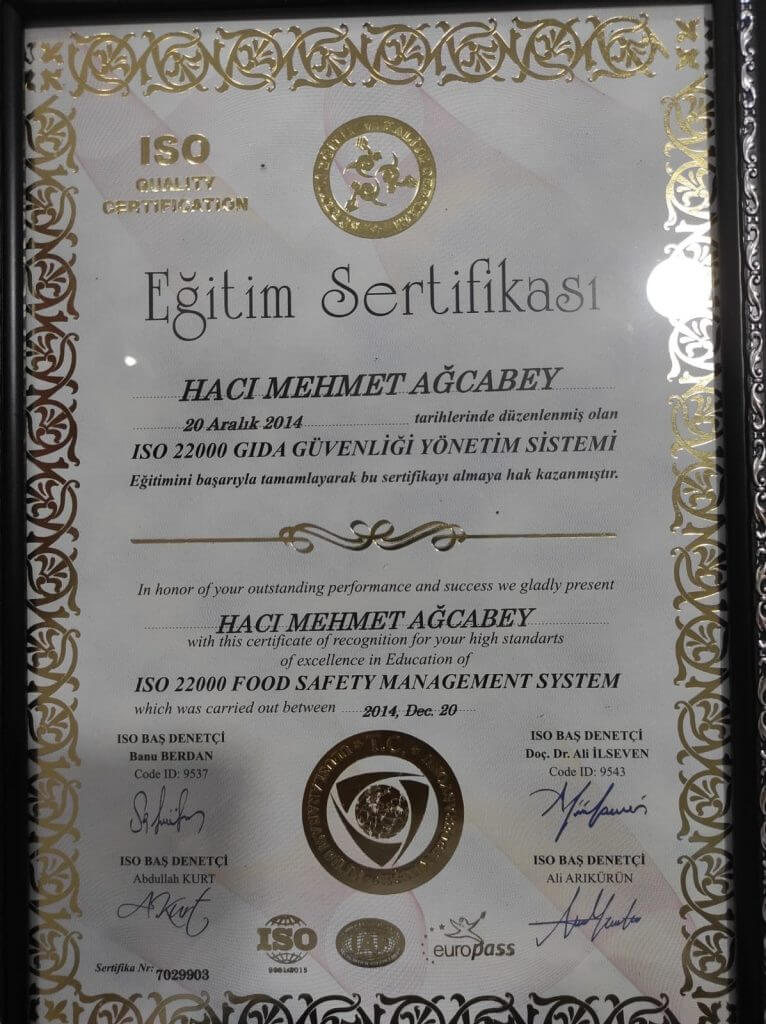 ISO
QUALITY
CERTIFICATION
Eğitim Sertifikası
HACI MEHMET AĞCABEY
20 Aralık 2014 tarihlerinde düzenlenmiş olan
ISO 22000 GIDA GÜVENLİĞİ YÖNETİM SİSTEMİ
Eğitimini başarıyla tamamlayarak bu sertifikayı almaya hak kazanmıştır.
In honor of your outstanding performance and success we gladly present
HACI MEHMET AĞCABEY
with this certificate of recognition for your high standarts
of excellence in Education of
ISO 22000 FOOD SAFETY MANAGEMENT SYSTEM
which was carried out between 2014, Dec. 20
ISO BAŞ DENETÇİ
Banu BERDAN
Code ID: 9537
ISO BAŞ DENETÇİ
Doç. Dr. Ali İLSEVEN
Code ID: 9543
T.C.
ISO BAŞ DENETÇİ
Abdullah KURT
A.Kurt
ISO BAŞ DENETÇİ
Ali ARIKÜRÜN
ISO
europass
Sertifika Nr: 7029903